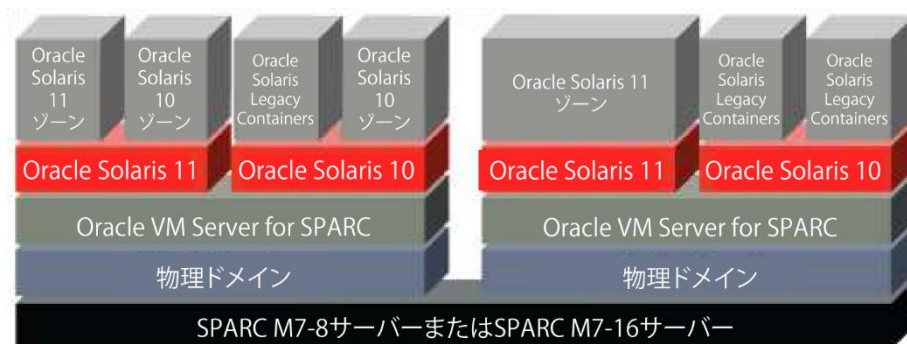 Oracle
Solaris
11
ゾーン
Oracle
Solaris
10
ゾーン
Oracle
Solaris
Legacy
Containers
Oracle
Solaris
10
ゾーン
Oracle Solaris 11
ゾーン
Oracle
Solaris
Legacy
Containers
Oracle
Solaris
Legacy
Containers
Oracle Solaris 11
Oracle Solaris 10
Oracle Solaris 11
Oracle Solaris 10
Oracle VM Server for SPARC
Oracle VM Server for SPARC
物理ドメイン
物理ドメイン
SPARC M7-8サーバーまたはSPARC M7-16サーバー